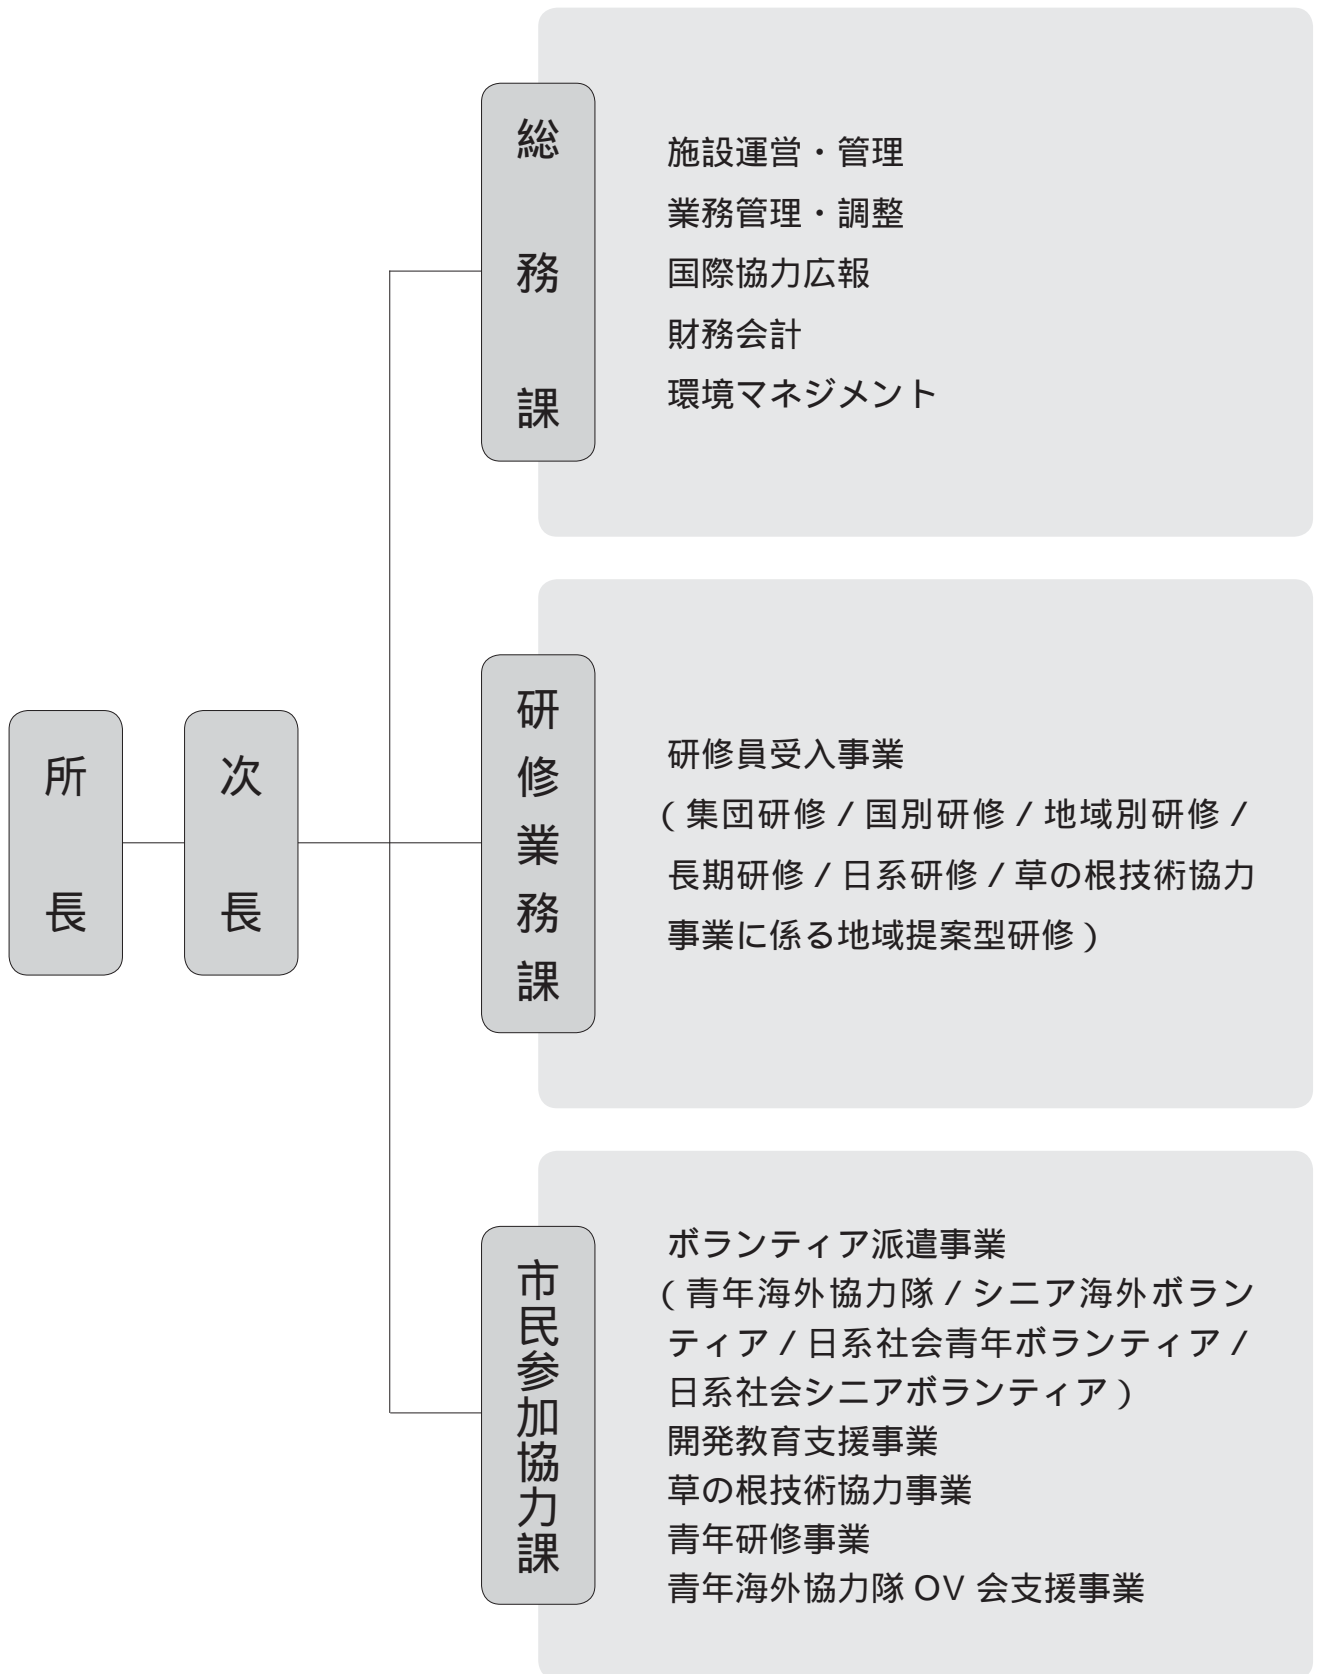 所長
次長
総務課
施設運営・管理
業務管理・調整
国際協力広報
財務会計
環境マネジメント
研修業務課
研修員受入事業
（集団研修／国別研修／地域別研修／
長期研修／日系研修／草の根技術協力
事業に係る地域提案型研修）
市民参加協力課
ボランティア派遣事業
（青年海外協力隊／シニア海外ボラン
ティア／日系社会青年ボランティア／
日系社会シニアボランティア）
開発教育支援事業
草の根技術協力事業
青年研修事業
青年海外協力隊 OV 会支援事業